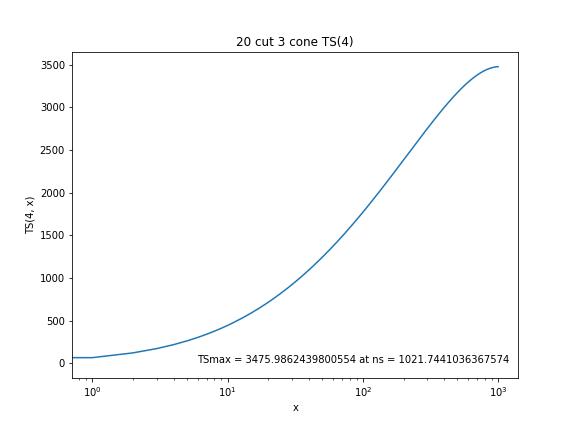 20 cut 3 cone TS(4)
TS(4, x)
3500
3000
2500
2000
1500
1000
500
0
TSmax = 3475.9862439800554 at ns = 1021.7441036367574
10⁰ 10¹ 10² 10³
x